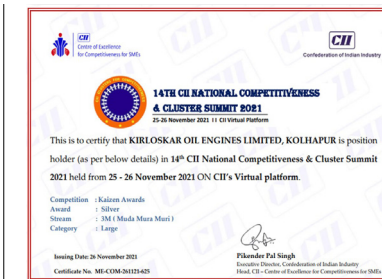 CII
Centre of Excellence
for Competitiveness for SMEs
CII
Confederation of Indian Industry
14TH CII NATIONAL COMPETITIVENESS
& CLUSTER SUMMIT 2021
25-26 November 2021 II CII Virtual Platform
This is to certify that KIRLOSKAR OIL ENGINES LIMITED, KOLHAPUR is position
holder (as per below details) in 14th CII National Competitiveness & Cluster Summit
2021 held from 25 - 26 November 2021 ON CII's Virtual platform.
Competition : Kaizen Awards
Award : Silver
Stream : 3M ( Muda Mura Muri )
Category : Large
Issuing Date: 26 November 2021
Certificate No. ME-COM-261121-625
Pikender Pal Singh
Executive Director, Confederation of Indian Industry
Head, CII – Centre of Excellence for Competitiveness for SMEs